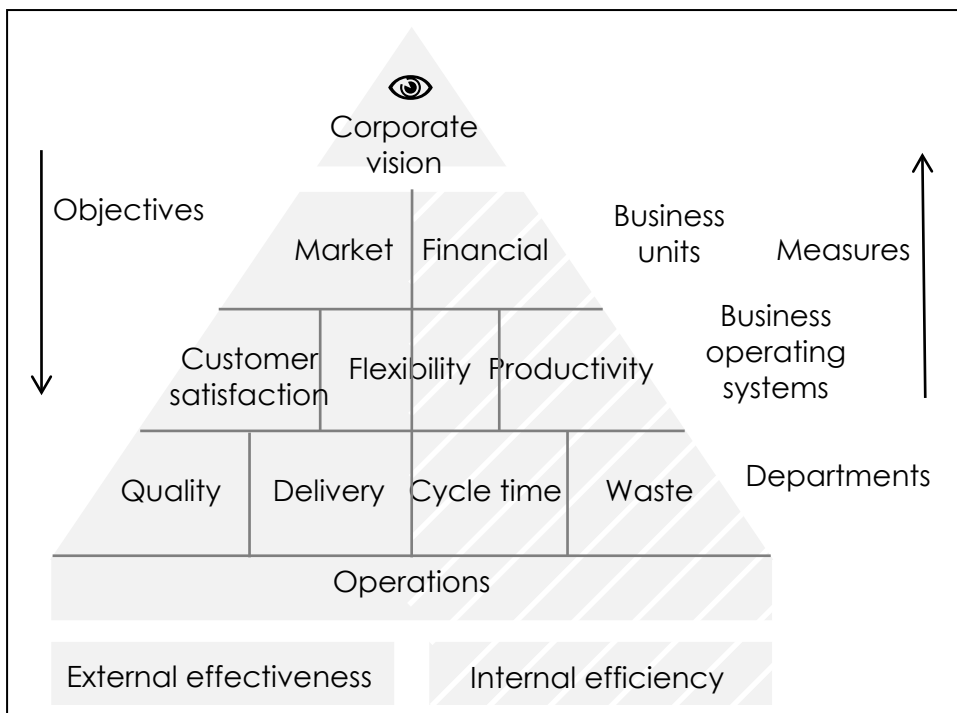 Corporate
vision
Objectives
Market
Financial
Business
units
Measures
Customer
satisfaction
Flexibility
Productivity
Business
operating
systems
Quality
Delivery
Cycle time
Waste
Departments
Operations
External effectiveness
Internal efficiency